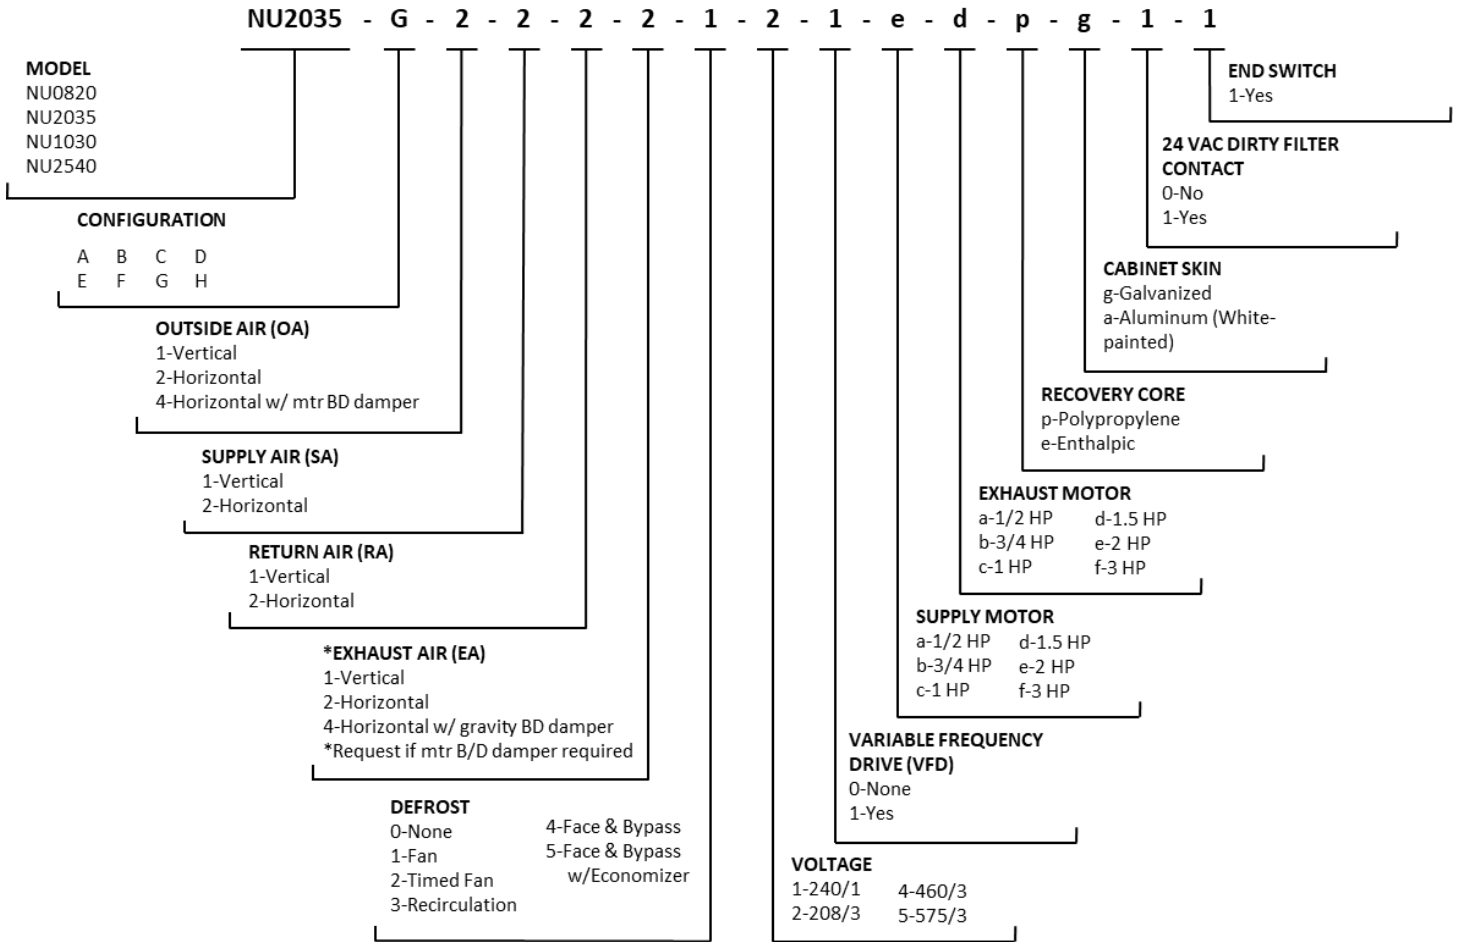 NU2035 - G - 2 - 2 - 2 - 2 - 1 - 2 - 1 - e - d - p - g - 1 - 1
MODEL
NU0820
NU2035
NU1030
NU2540
CONFIGURATION
A B C D
E F G H
OUTSIDE AIR (OA)
1-Vertical
2-Horizontal
4-Horizontal w/ mtr BD damper
SUPPLY AIR (SA)
1-Vertical
2-Horizontal
RETURN AIR (RA)
1-Vertical
2-Horizontal
*EXHAUST AIR (EA)
1-Vertical
2-Horizontal
4-Horizontal w/ gravity BD damper
*Request if mtr B/D damper required
DEFROST
0-None
1-Fan
2-Timed Fan
3-Recirculation
4-Face & Bypass
5-Face & Bypass
w/Economizer
VOLTAGE
1-240/1 4-460/3
2-208/3 5-575/3
VARIABLE FREQUENCY
DRIVE (VFD)
0-None
1-Yes
SUPPLY MOTOR
a-1/2 HP d-1.5 HP
b-3/4 HP e-2 HP
c-1 HP f-3 HP
EXHAUST MOTOR
a-1/2 HP d-1.5 HP
b-3/4 HP e-2 HP
c-1 HP f-3 HP
RECOVERY CORE
p-Polypropylene
e-Enthalpic
CABINET SKIN
g-Galvanized
a-Aluminum (White-
painted)
24 VAC DIRTY FILTER
CONTACT
0-No
1-Yes
END SWITCH
1-Yes